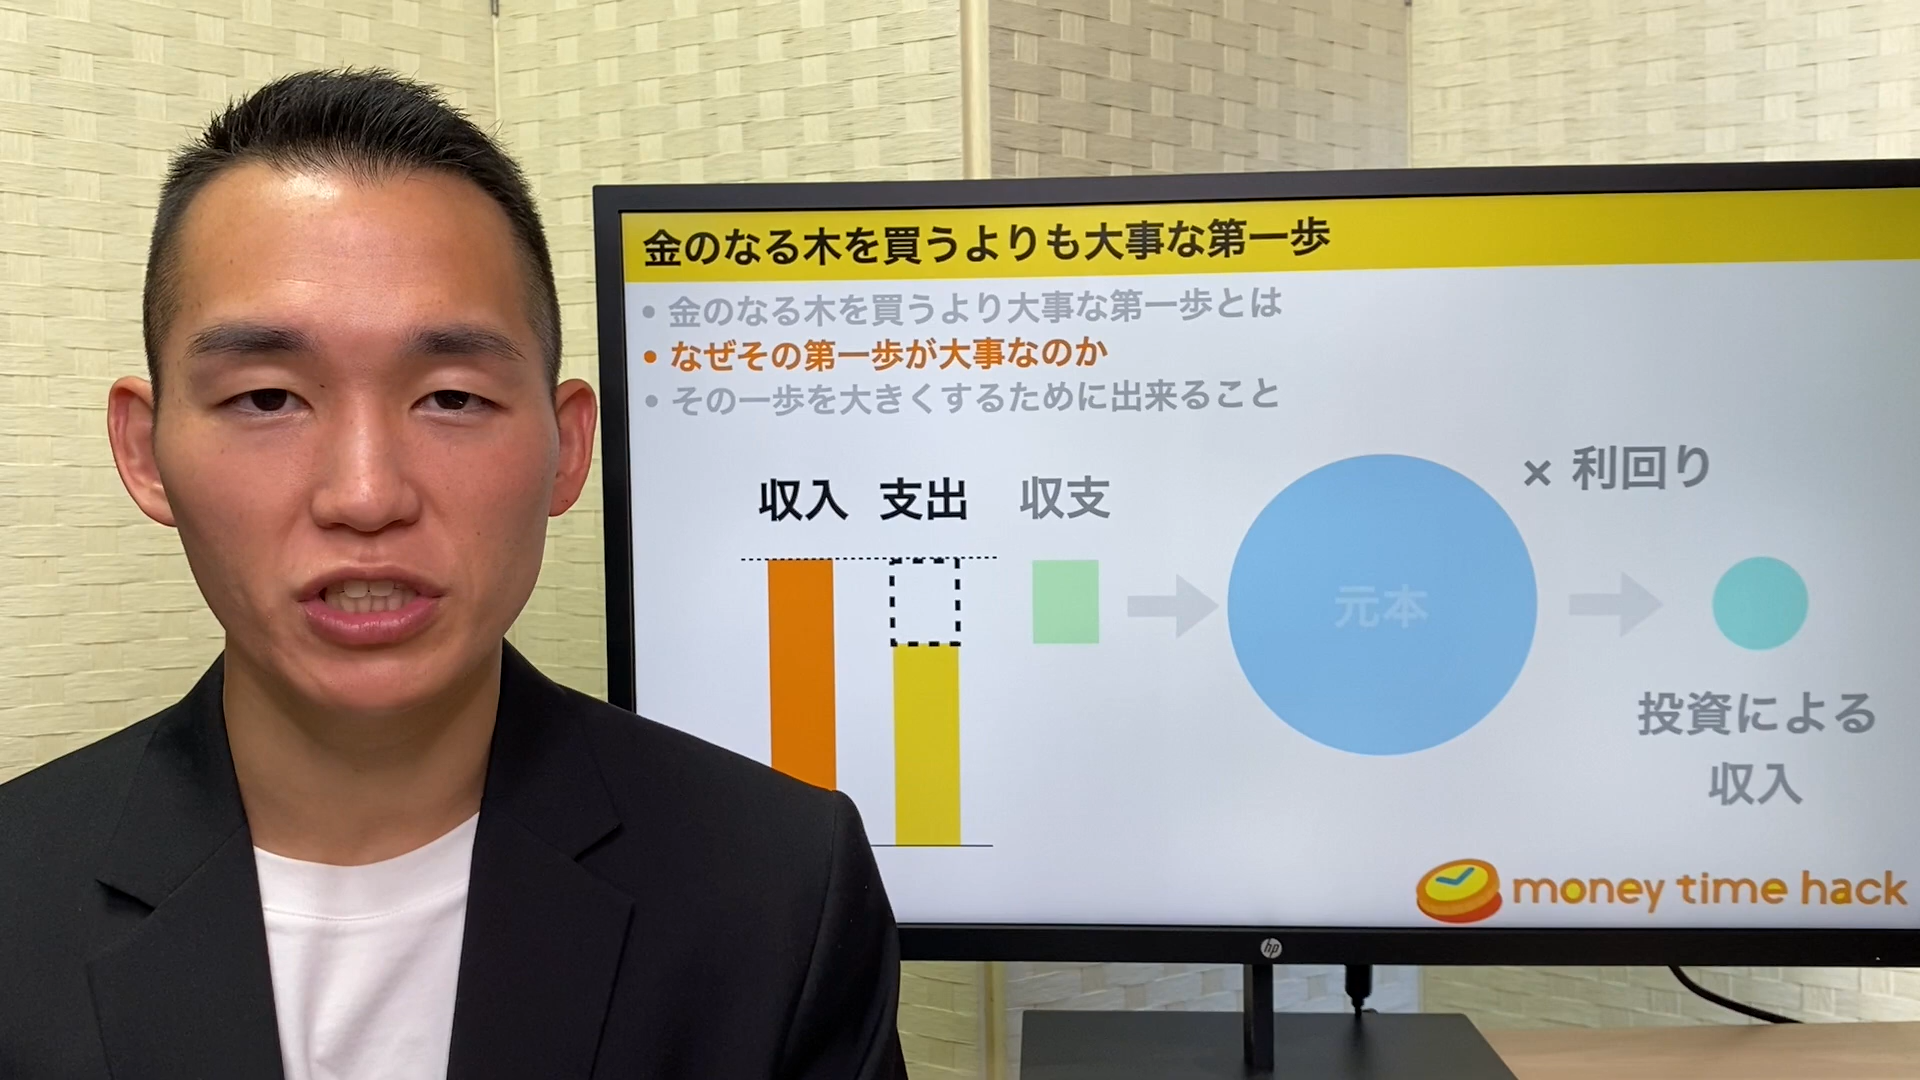 金のなる木を買うよりも大事な第一歩
• 金のなる木を買うより大事な第一歩とは
• なぜその第一歩が大事なのか
• その一歩を大きくするために出来ること
収入 支出 収支
× 利回り
元本
投資による
収入
money time hack
hp